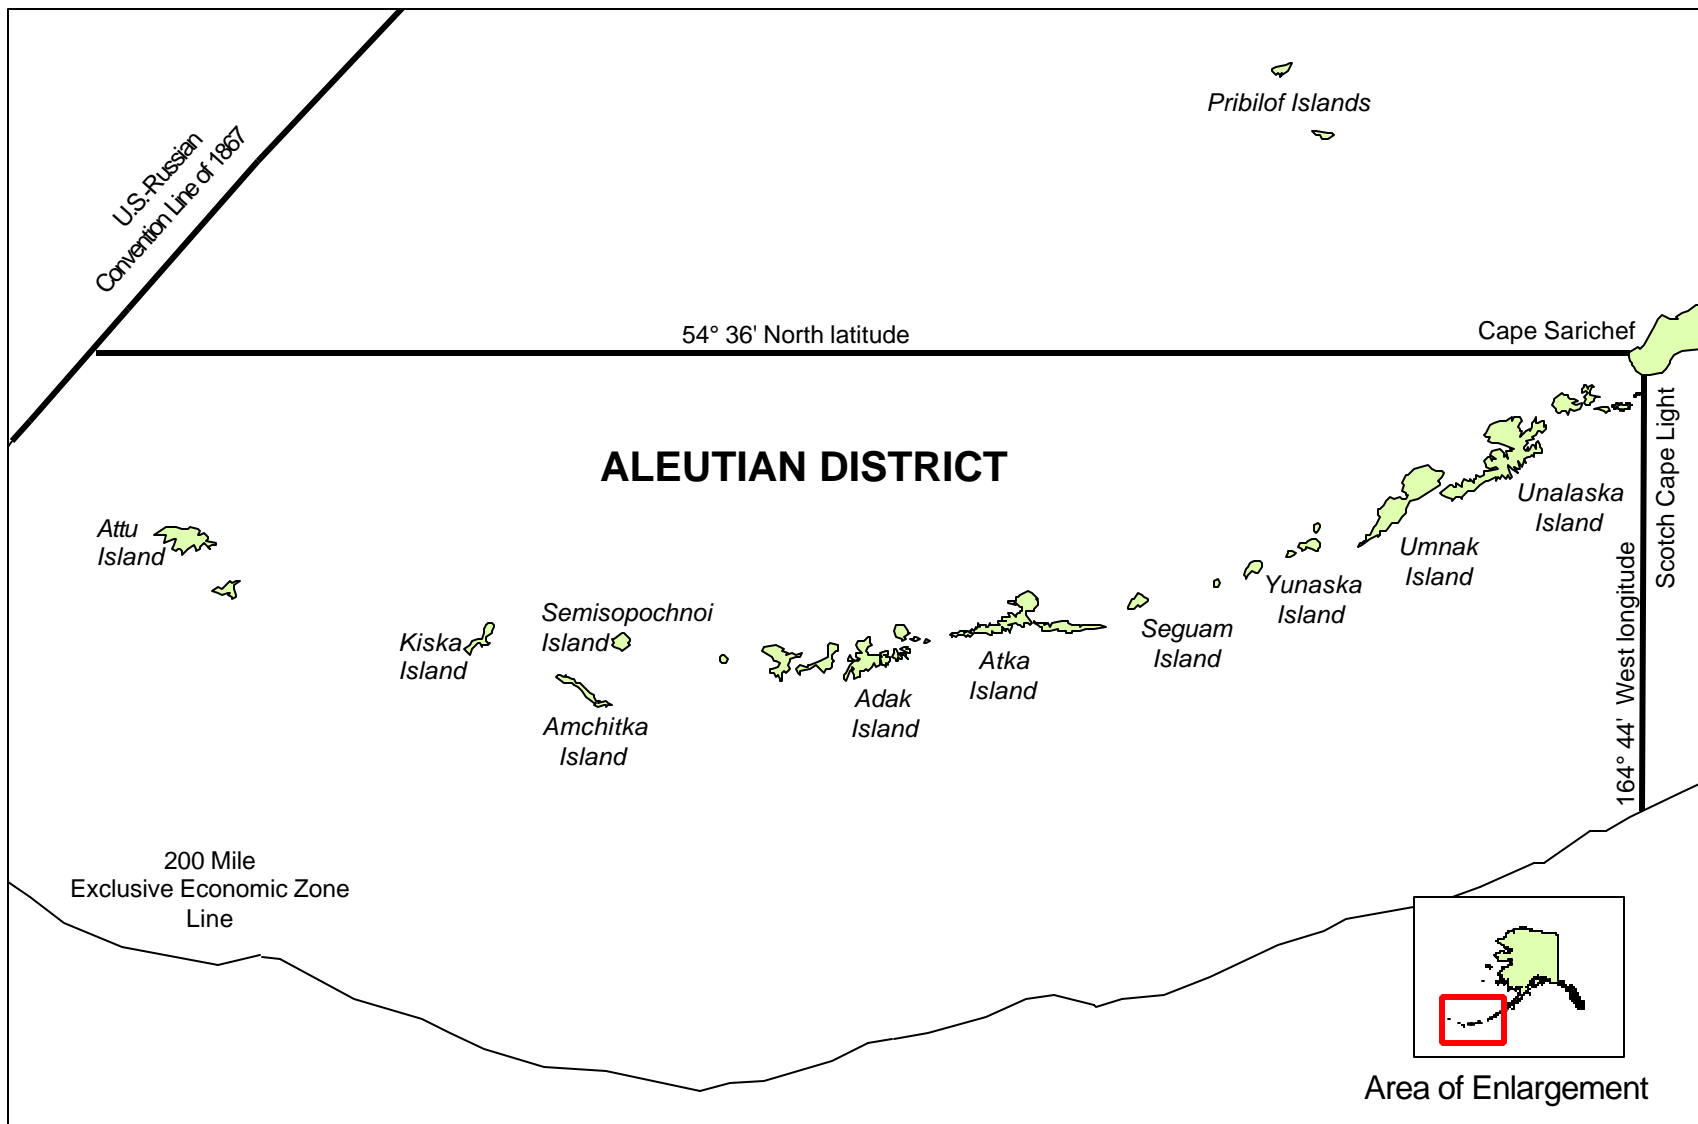 Pribilof Islands
U.S.-Russian
Convention Line of 1867
54° 36' North latitude
Cape Sarichef
Scotch Cape Light
164° 44' West longitude
ALEUTIAN DISTRICT
Attu
Island
Kiska
Island
Semisopochnoi
Island
Amchitka
Island
Adak
Island
Atka
Island
Seguam
Island
Yunaska
Island
Umnak
Island
Unalaska
Island
200 Mile
Exclusive Economic Zone
Line
Area of Enlargement